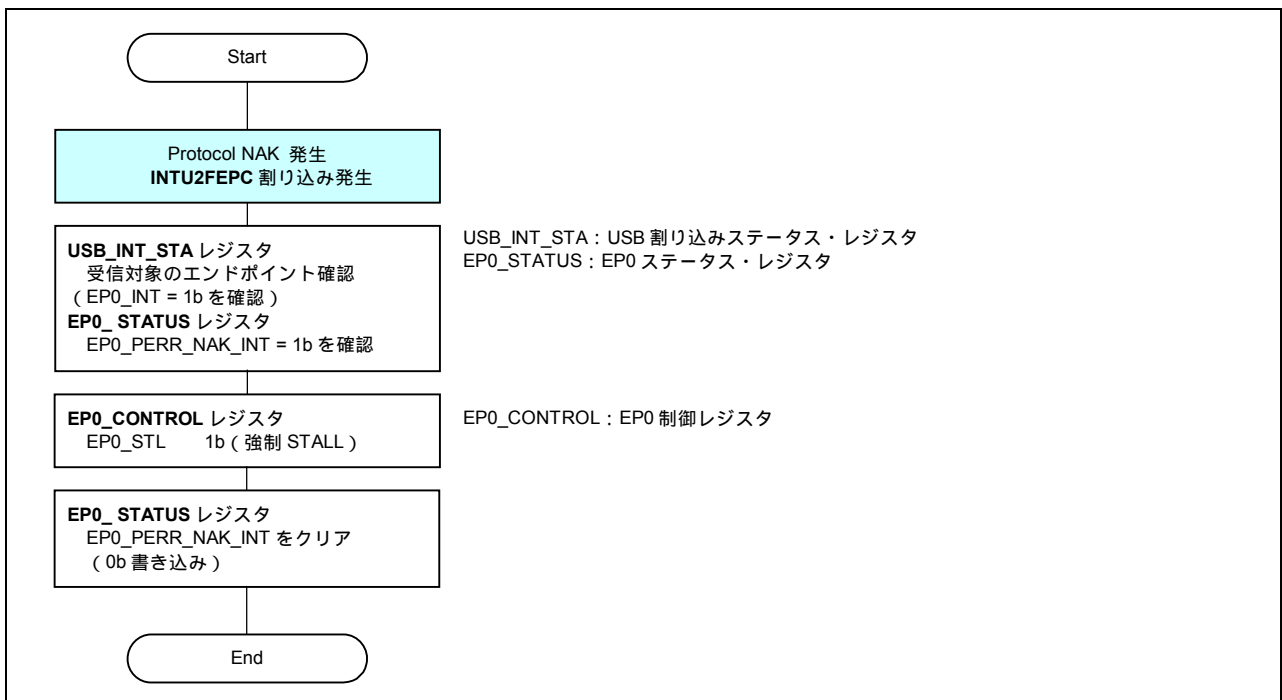 Start
Protocol NAK 発生
INTU2FEPC 割り込み発生
USB_INT_STA レジスタ
受信対象のエンドポイント確認
（EP0_INT = 1b を確認）
EP0_ STATUS レジスタ
EP0_PERR_NAK_INT = 1b を確認
USB_INT_STA：USB 割り込みステータス・レジスタ
EP0_STATUS：EP0 ステータス・レジスタ
EP0_CONTROL レジスタ
EP0_STL 1b（強制 STALL）
EP0_CONTROL：EP0 制御レジスタ
EP0_ STATUS レジスタ
EP0_PERR_NAK_INT をクリア
（0b 書き込み）
End